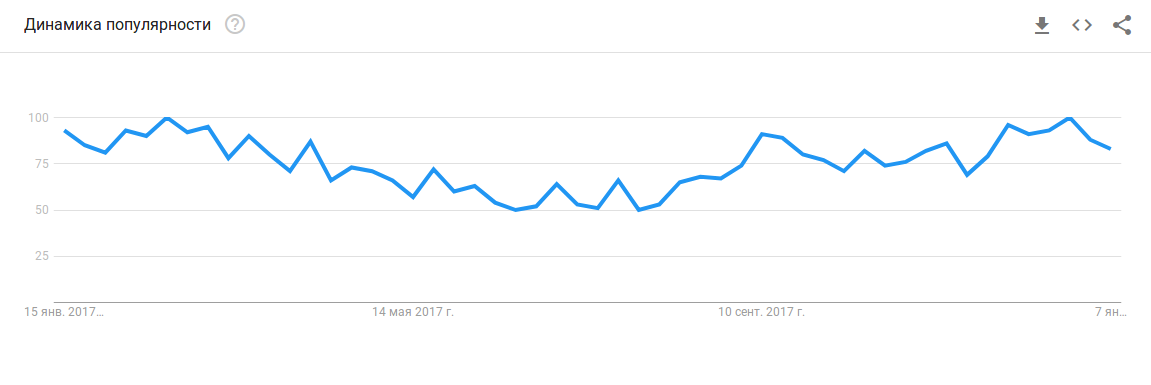 Динамика популярности ?
100
75
50
25
15 янв. 2017…
14 мая 2017 г.
10 сент. 2017 г.
7 ян…